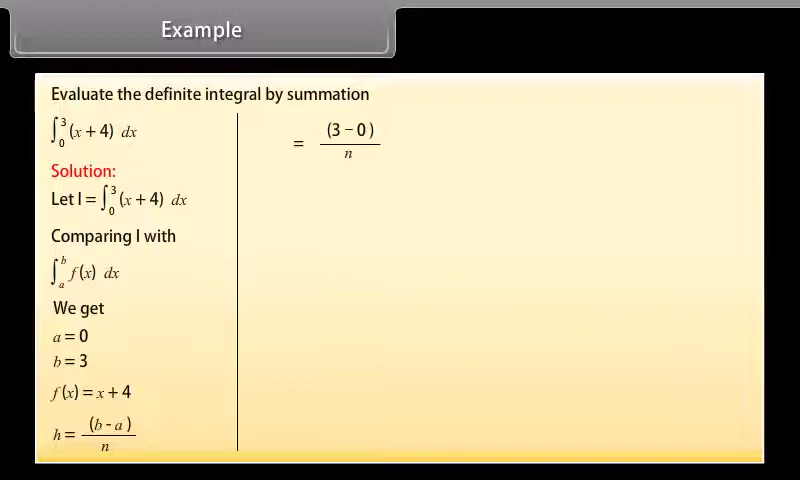 Example
Evaluate the definite integral by summation
∫₀³ (x + 4) dx
Solution:
Let I = ∫₀³ (x + 4) dx
Comparing I with
∫ₐᵇ f(x) dx
We get
a = 0
b = 3
f(x) = x + 4
h = (b - a) / n
= (3 − 0) / n